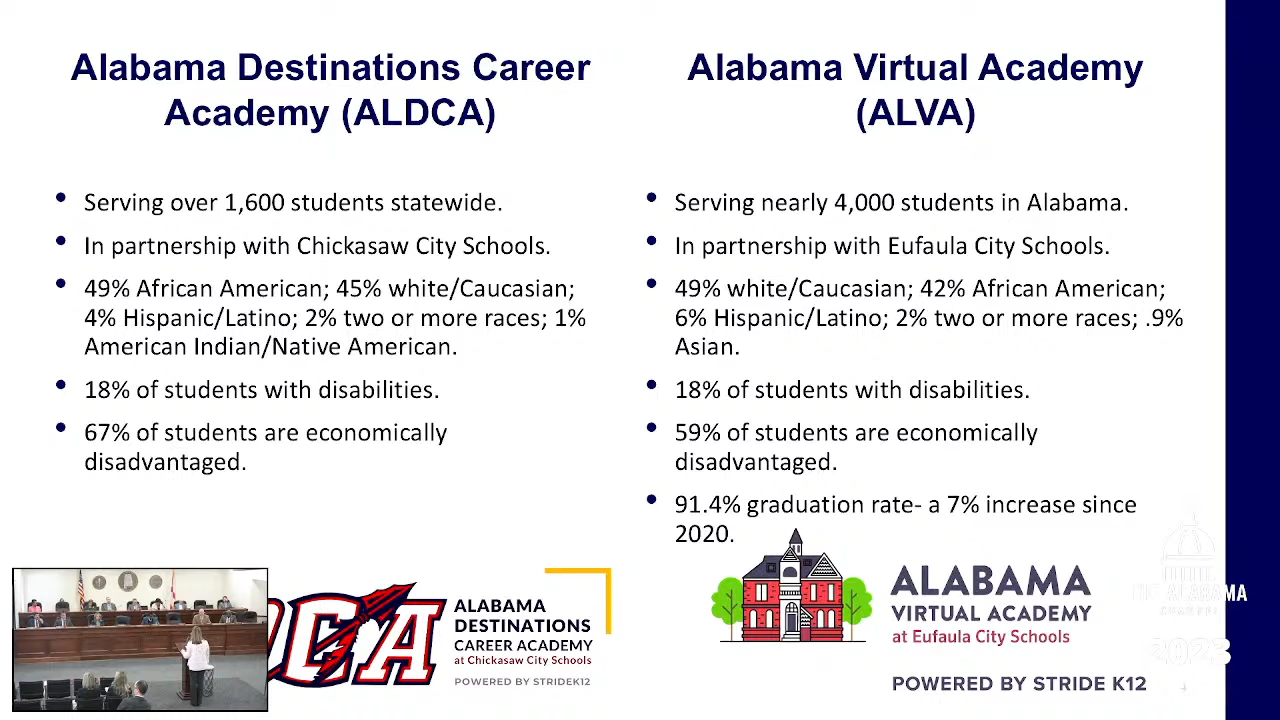 Alabama Destinations Career
Academy (ALDCA)
• Serving over 1,600 students statewide.
• In partnership with Chickasaw City Schools.
• 49% African American; 45% white/Caucasian;
4% Hispanic/Latino; 2% two or more races; 1%
American Indian/Native American.
• 18% of students with disabilities.
• 67% of students are economically
disadvantaged.
ALABAMA
DESTINATIONS
CAREER ACADEMY
at Chickasaw City Schools
POWERED BY STRIDEK12
Alabama Virtual Academy
(ALVA)
• Serving nearly 4,000 students in Alabama.
• In partnership with Eufaula City Schools.
• 49% white/Caucasian; 42% African American;
6% Hispanic/Latino; 2% two or more races; .9%
Asian.
• 18% of students with disabilities.
• 59% of students are economically
disadvantaged.
• 91.4% graduation rate- a 7% increase since
2020.
ALABAMA
VIRTUAL ACADEMY
at Eufaula City Schools
POWERED BY STRIDE K12
THE ALABAMA
CHANNEL
2023